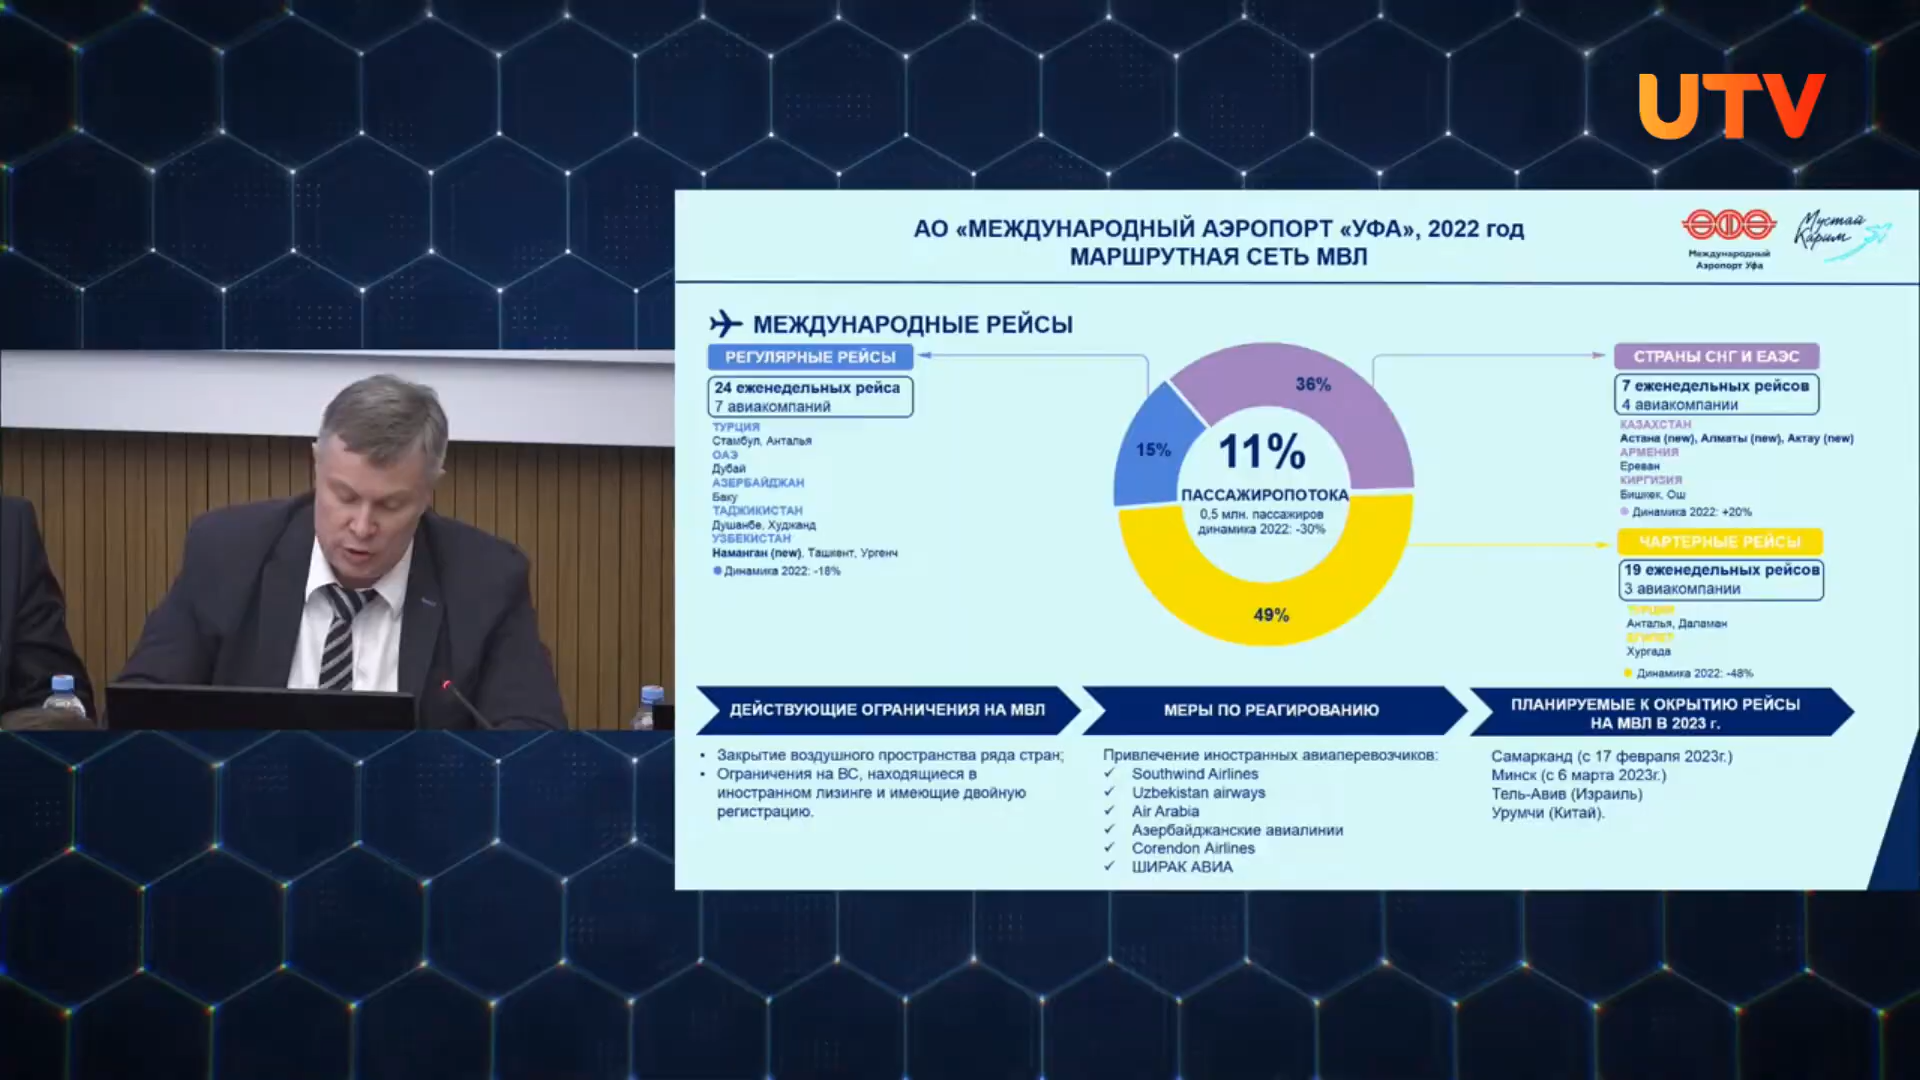 UTV
АО «МЕЖДУНАРОДНЫЙ АЭРОПОРТ «УФА», 2022 год
МАРШРУТНАЯ СЕТЬ МВЛ
Международный
Аэропорт Уфа
Мустай
Карим
МЕЖДУНАРОДНЫЕ РЕЙСЫ
РЕГУЛЯРНЫЕ РЕЙСЫ
24 еженедельных рейса
7 авиакомпаний
ТУРЦИЯ
Стамбул, Анталья
ОАЭ
Дубай
АЗЕРБАЙДЖАН
Баку
ТАДЖИКИСТАН
Душанбе, Худжанд
УЗБЕКИСТАН
Наманган (new), Ташкент, Ургенч
Динамика 2022: -18%
36%
15%
49%
11%
ПАССАЖИРОПОТОКА
0,5 млн. пассажиров
динамика 2022: -30%
СТРАНЫ СНГ И ЕАЭС
7 еженедельных рейсов
4 авиакомпании
КАЗАХСТАН
Астана (new), Алматы (new), Актау (new)
АРМЕНИЯ
Ереван
КИРГИЗИЯ
Бишкек, Ош
Динамика 2022: +20%
ЧАРТЕРНЫЕ РЕЙСЫ
19 еженедельных рейсов
3 авиакомпании
ТУРЦИЯ
Анталья, Даламан
ЕГИПЕТ
Хургада
Динамика 2022: -48%
ДЕЙСТВУЮЩИЕ ОГРАНИЧЕНИЯ НА МВЛ
• Закрытие воздушного пространства ряда стран;
• Ограничения на ВС, находящиеся в
иностранном лизинге и имеющие двойную
регистрацию.
МЕРЫ ПО РЕАГИРОВАНИЮ
Привлечение иностранных авиаперевозчиков:
✓ Southwind Airlines
✓ Uzbekistan airways
✓ Air Arabia
✓ Азербайджанские авиалинии
✓ Corendon Airlines
✓ ШИРАК АВИА
ПЛАНИРУЕМЫЕ К ОКРЫТИЮ РЕЙСЫ
НА МВЛ В 2023 г.
Самарканд (с 17 февраля 2023г.)
Минск (с 6 марта 2023г.)
Тель-Авив (Израиль)
Урумчи (Китай).